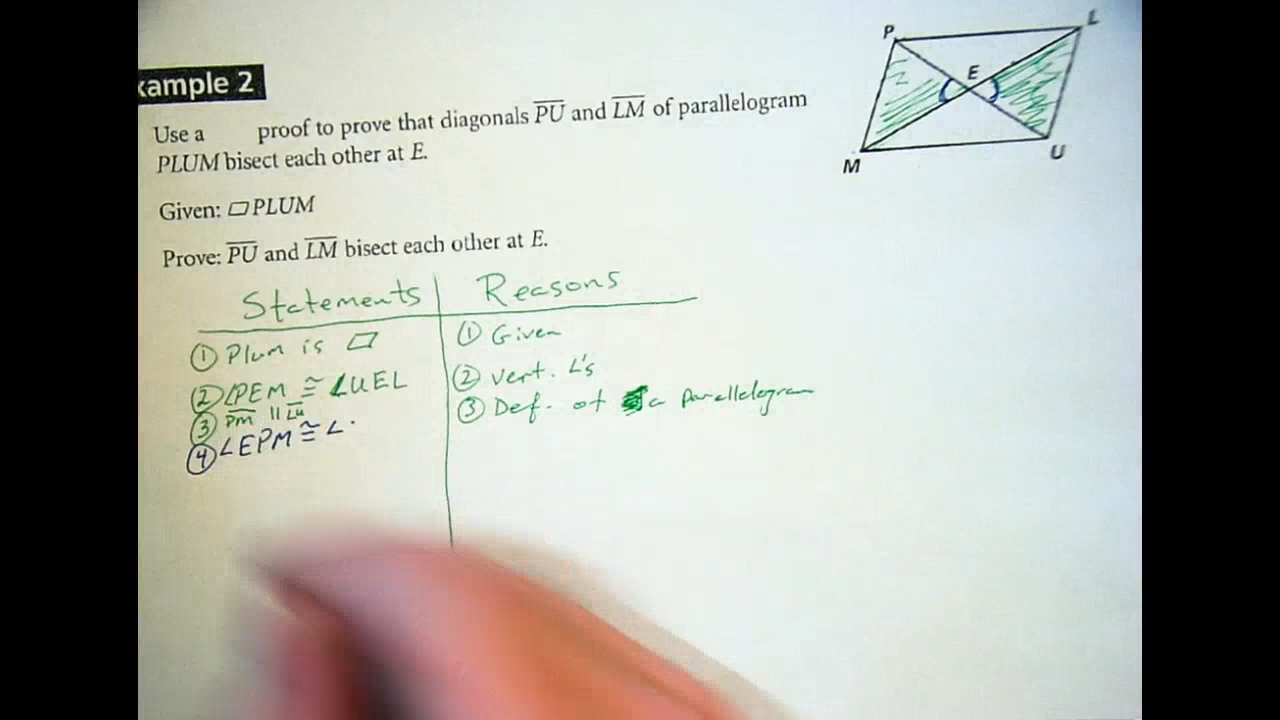 xample 2
Use a proof to prove that diagonals PU and LM of parallelogram
PLUM bisect each other at E.
Given: ▱PLUM
Prove: PU and LM bisect each other at E.
Statements Reasons
① Plum is ▱ ① Given
② ∠PEM ≅ ∠UEL ② Vert. ∠'s
③ PM || LU ③ Def. of a parallelogram
④ ∠EPM ≅ ∠
P
L
E
M
U